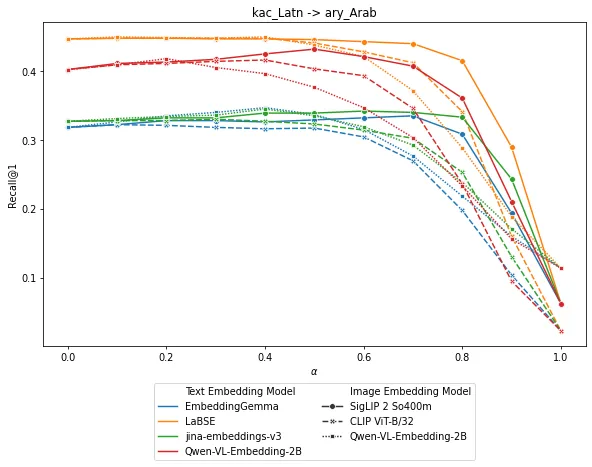 kac_Latn -> ary_Arab
Recall@1
0.4
0.3
0.2
0.1
0.0 0.2 0.4 0.6 0.8 1.0
α
Text Embedding Model Image Embedding Model
EmbeddingGemma SigLIP 2 So400m
LaBSE CLIP ViT-B/32
jina-embeddings-v3 Qwen-VL-Embedding-2B
Qwen-VL-Embedding-2B